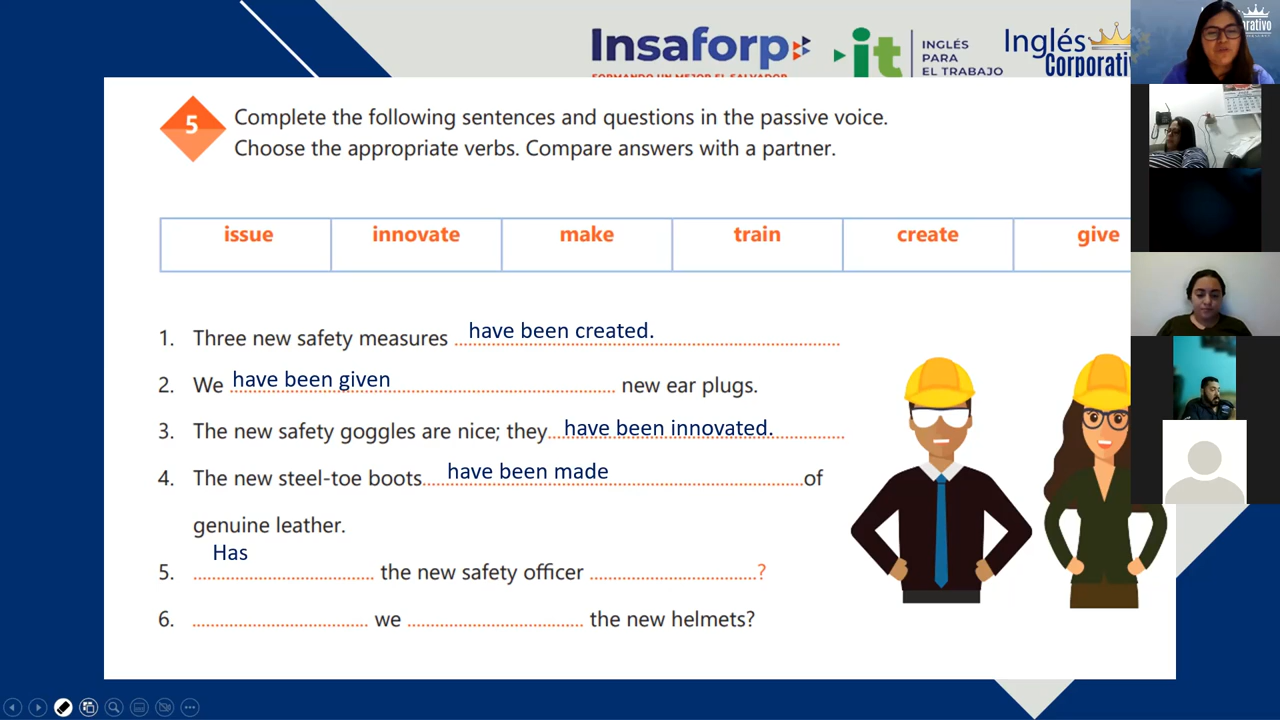 Insaforp
FORMANDO UN MEJOR EL SALVADOR
it
INGLÉS
PARA
EL TRABAJO
Inglés
Corporativ
orativo
5
Complete the following sentences and questions in the passive voice.
Choose the appropriate verbs. Compare answers with a partner.
issue innovate make train create give
1. Three new safety measures have been created.
2. We have been given new ear plugs.
3. The new safety goggles are nice; they have been innovated.
4. The new steel-toe boots have been made of
genuine leather.
Has
5. the new safety officer ?
6. we the new helmets?